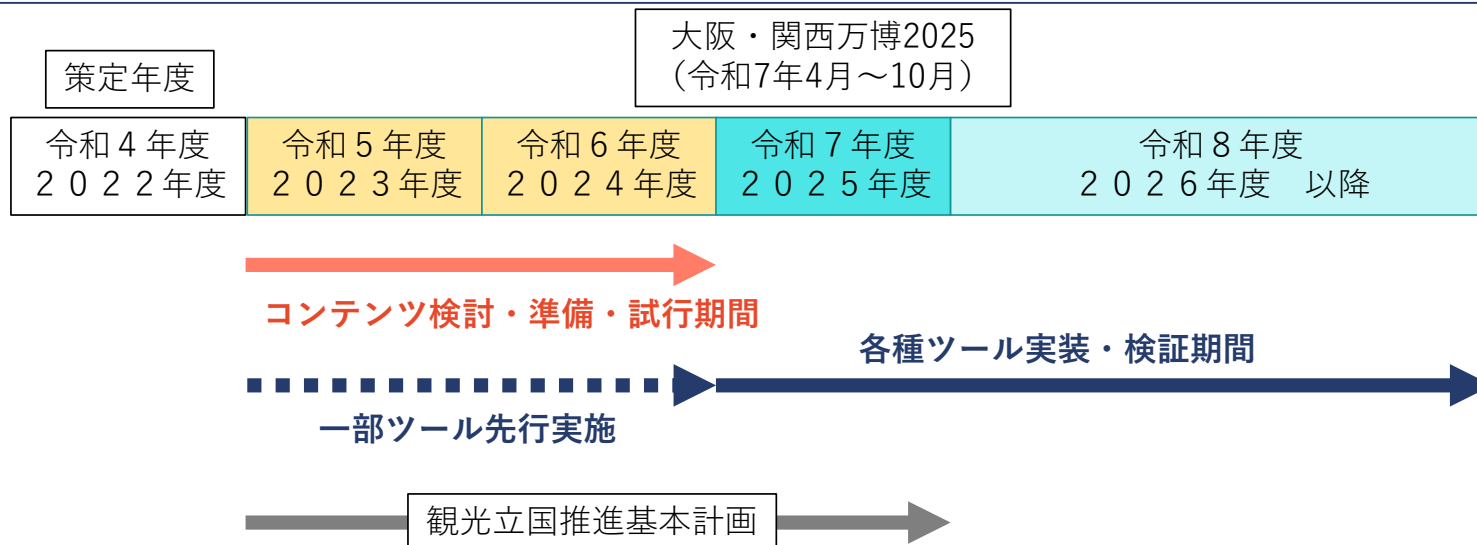 大阪・関西万博2025
(令和7年4月～10月)
策定年度
令和４年度
２０２２年度
令和５年度
２０２３年度
令和６年度
２０２４年度
令和７年度
２０２５年度
令和８年度
２０２６年度　以降
コンテンツ検討・準備・試行期間
各種ツール実装・検証期間
一部ツール先行実施
観光立国推進基本計画